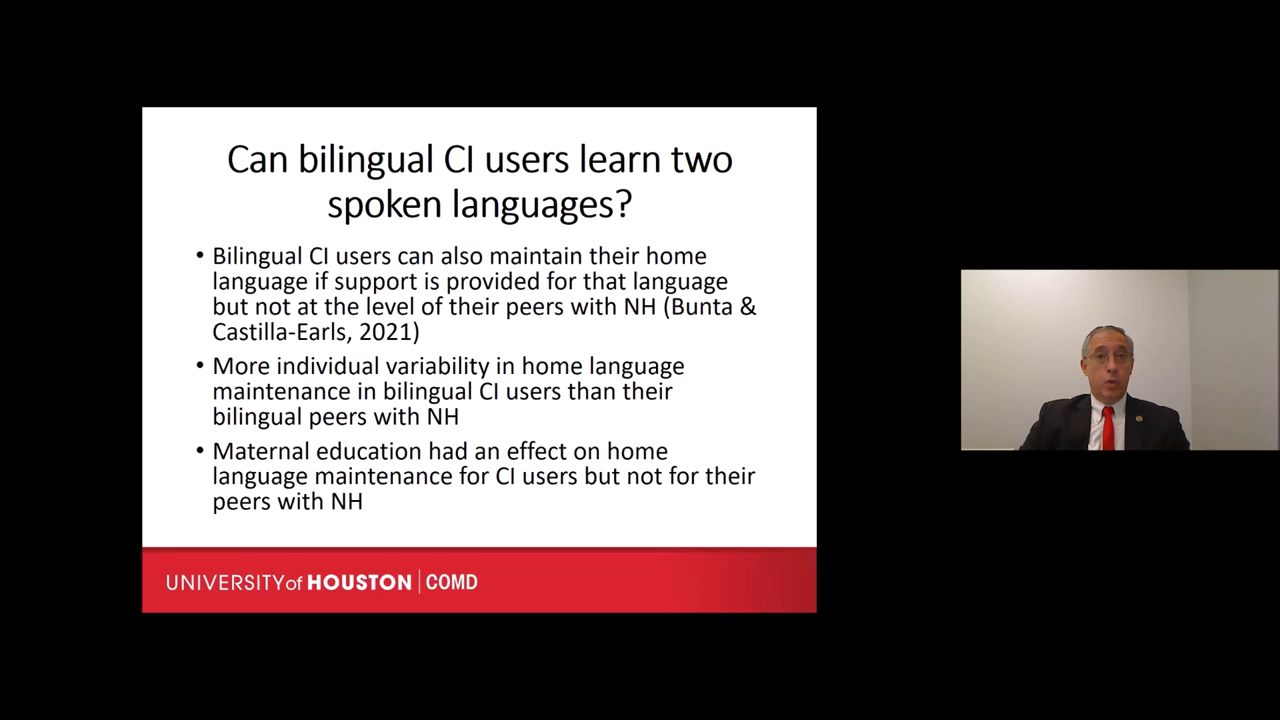 Can bilingual CI users learn two
spoken languages?
• Bilingual CI users can also maintain their home
language if support is provided for that language
but not at the level of their peers with NH (Bunta &
Castilla-Earls, 2021)
• More individual variability in home language
maintenance in bilingual CI users than their
bilingual peers with NH
• Maternal education had an effect on home
language maintenance for CI users but not for their
peers with NH
UNIVERSITY of HOUSTON | COMD